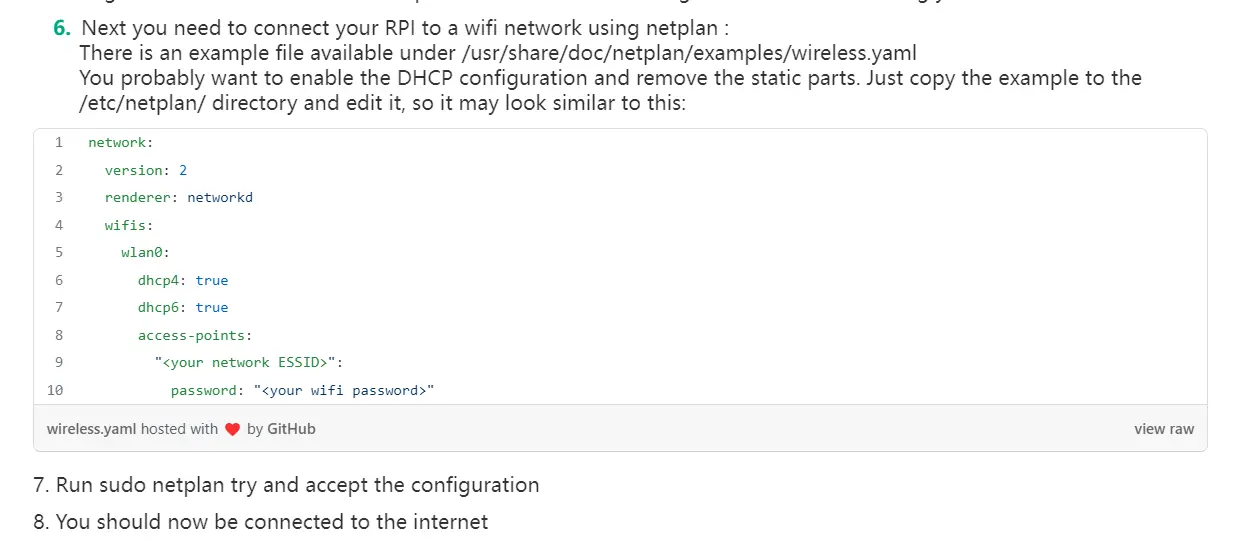 6. Next you need to connect your RPI to a wifi network using netplan :
There is an example file available under /usr/share/doc/netplan/examples/wireless.yaml
You probably want to enable the DHCP configuration and remove the static parts. Just copy the example to the
/etc/netplan/ directory and edit it, so it may look similar to this:
1 network:
2 version: 2
3 renderer: networkd
4 wifis:
5 wlan0:
6 dhcp4: true
7 dhcp6: true
8 access-points:
9 "<your network ESSID>":
10 password: "<your wifi password>"
wireless.yaml hosted with ❤ by GitHub view raw
7. Run sudo netplan try and accept the configuration
8. You should now be connected to the internet